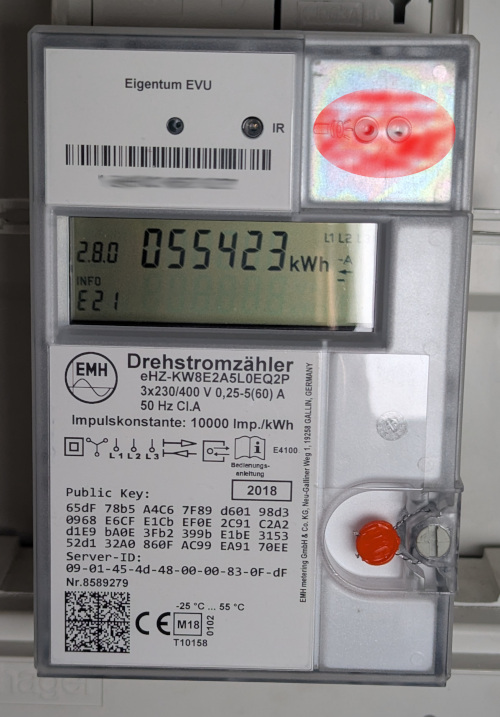 Eigentum EVU
IR
L1 L2 L3
2.8.0 055423 kWh -A
INFO
E21
EMH
Drehstromzähler
eHZ-KW8E2A5L0EQ2P
3x230/400 V 0,25-5(60) A
50 Hz Cl.A
Impulskonstante: 10000 Imp./kWh
L1 L2 L3
E4100
Bedienungs-
anleitung
2018
Public Key:
65dF 78b5 A4C6 7F89 d601 98d3
0968 E6CF E1Cb EF0E 2C91 C2A2
d1E9 bA0E 3Fb2 399b E1bE 3153
52d1 32A0 860F AC99 EA91 70EE
Server-ID:
09-01-45-4d-48-00-00-83-0F-dF
Nr.8589279
-25 °C ... 55 °C
CE M18 0102
T10158
EMH metering GmbH & Co. KG, Neu-Galliner Weg 1, 19258 GALLIN, GERMANY
hager